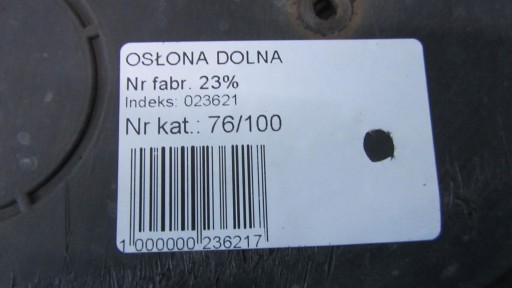 OSŁONA DOLNA
Nr fabr. 23%
Indeks: 023621
Nr kat.: 76/100
1 000000 236217